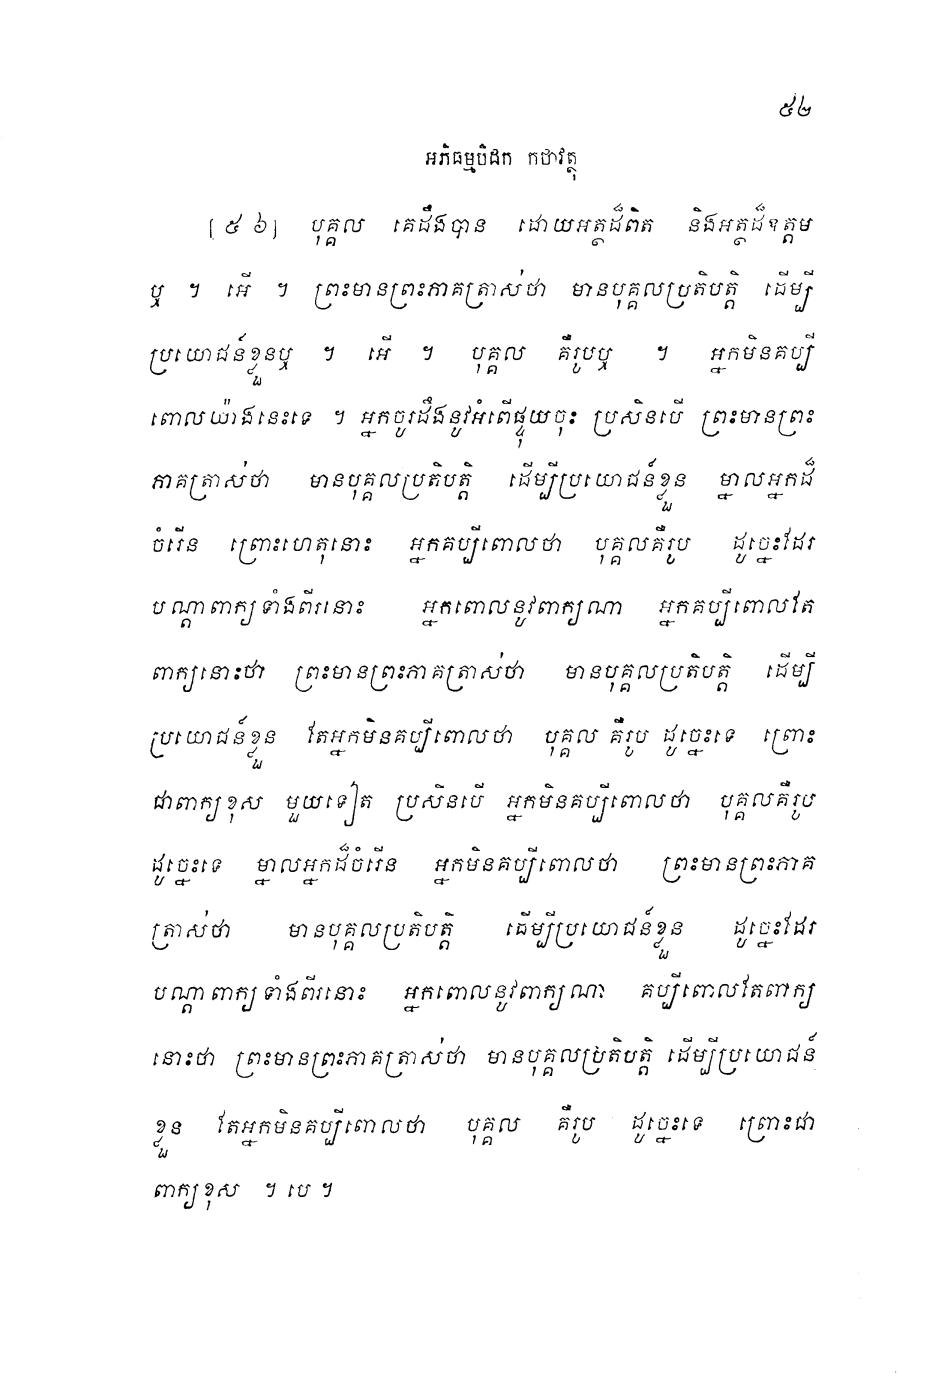 ៥២
អភិធម្មបិដក កថាវត្ថុ
[៥៦] បុគ្គល គេដឹងបាន ដោយអត្ថដ៏ពិត និងអត្ថដ៏ឧត្តម
ឬ ។ អើ ។ ព្រះមានព្រះភាគត្រាស់ថា មានបុគ្គលប្រតិបត្តិ ដើម្បី
ប្រយោជន៍ខ្លួនឬ ។ អើ ។ បុគ្គល គឺរូបឬ ។ អ្នកមិនគប្បី
ពោលយ៉ាងនេះទេ ។ អ្នកចូរដឹងនូវអំពើផ្ទុយចុះ ប្រសិនបើ ព្រះមានព្រះ
ភាគត្រាស់ថា មានបុគ្គលប្រតិបត្តិ ដើម្បីប្រយោជន៍ខ្លួន ម្នាលអ្នកដ៏
ចំរើន ព្រោះហេតុនោះ អ្នកគប្បីពោលថា បុគ្គលគឺរូប ដូច្នេះដែរ
បណ្តាពាក្យទាំងពីរនោះ អ្នកពោលនូវពាក្យណា អ្នកគប្បីពោលតែ
ពាក្យនោះថា ព្រះមានព្រះភាគត្រាស់ថា មានបុគ្គលប្រតិបត្តិ ដើម្បី
ប្រយោជន៍ខ្លួន តែអ្នកមិនគប្បីពោលថា បុគ្គល គឺរូប ដូច្នេះទេ ព្រោះ
ជាពាក្យខុស មួយទៀត ប្រសិនបើ អ្នកមិនគប្បីពោលថា បុគ្គលគឺរូប
ដូច្នេះទេ ម្នាលអ្នកដ៏ចំរើន អ្នកមិនគប្បីពោលថា ព្រះមានព្រះភាគ
ត្រាស់ថា មានបុគ្គលប្រតិបត្តិ ដើម្បីប្រយោជន៍ខ្លួន ដូច្នេះដែរ
បណ្តាពាក្យទាំងពីរនោះ អ្នកពោលនូវពាក្យណា គប្បីពោលតែពាក្យ
នោះថា ព្រះមានព្រះភាគត្រាស់ថា មានបុគ្គលប្រតិបត្តិ ដើម្បីប្រយោជន៍
ខ្លួន តែអ្នកមិនគប្បីពោលថា បុគ្គល គឺរូប ដូច្នេះទេ ព្រោះជា
ពាក្យខុស ។ បេ ។